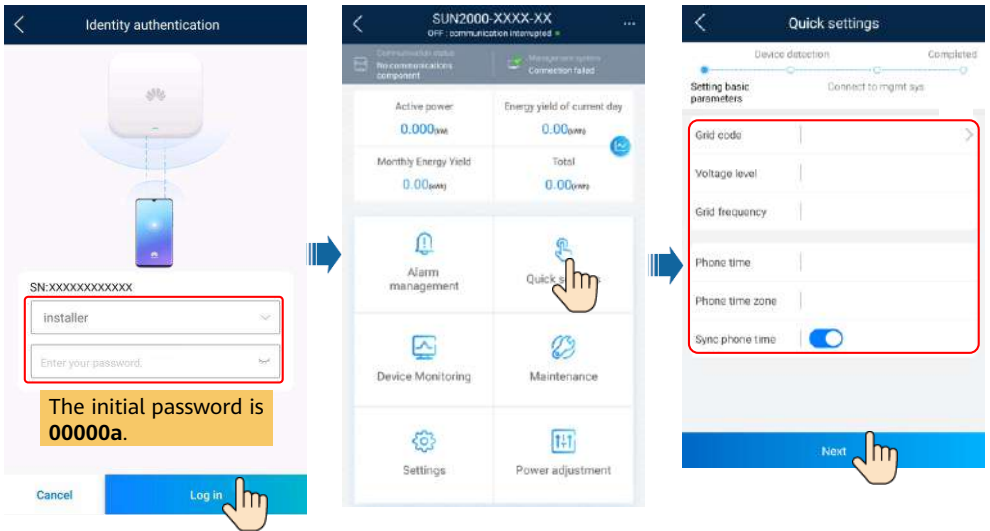 Identity authentication
SN:XXXXXXXXXXXX
installer
Enter your password.
The initial password is
00000a.
Cancel
Log in
SUN2000-XXXX-XX
...
OFF : communication interrupted
Communication status
No communications
component
Management system
Connection failed
Active power
0.000(kW)
Energy yield of current day
0.00(kWh)
Monthly Energy Yield
0.00(kWh)
Total
0.00(kWh)
Alarm
management
Quick s
Device Monitoring
Maintenance
Settings
Power adjustment
Quick settings
Device detection
Completed
Setting basic
parameters
Connect to mgmt sys
Grid code
Voltage level
Grid frequency
Phone time
Phone time zone
Sync phone time
Next